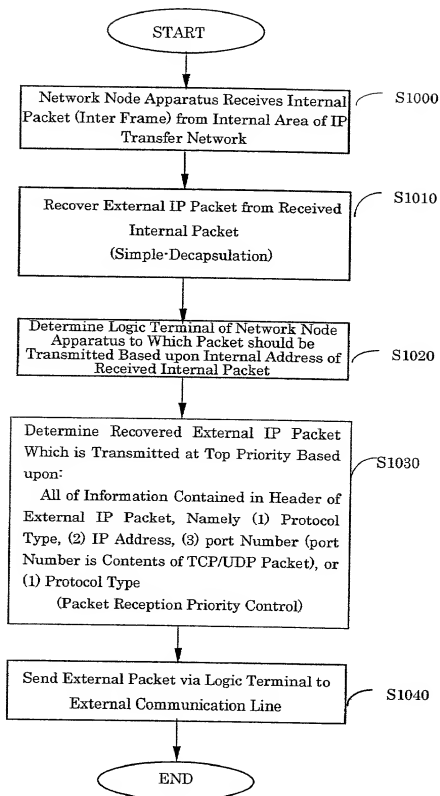 START
Network Node Apparatus Receives Internal
Packet (Inter Frame) from Internal Area of IP
Transfer Network
S1000
Recover External IP Packet from Received
Internal Packet
(Simple-Decapsulation)
S1010
Determine Logic Terminal of Network Node
Apparatus to Which Packet should be
Transmitted Based upon Internal Address of
Received Internal Packet
S1020
Determine Recovered External IP Packet
Which is Transmitted at Top Priority Based
upon:
All of Information Contained in Header of
External IP Packet, Namely (1) Protocol
Type, (2) IP Address, (3) port Number (port
Number is Contents of TCP/UDP Packet), or
(1) Protocol Type
(Packet Reception Priority Control)
S1030
Send External Packet via Logic Terminal to
External Communication Line
S1040
END